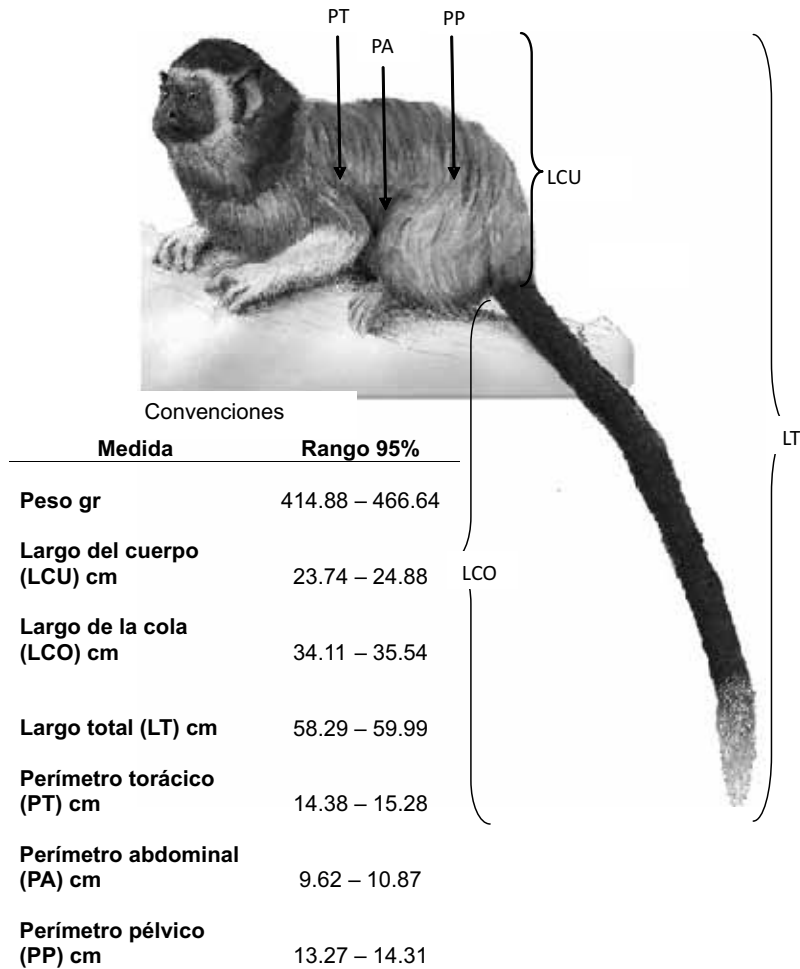 PT
PP
PA
LCU
LT
LCO
Convenciones
Medida Rango 95%
Peso gr 414.88 – 466.64
Largo del cuerpo
(LCU) cm 23.74 – 24.88
Largo de la cola
(LCO) cm 34.11 – 35.54
Largo total (LT) cm 58.29 – 59.99
Perímetro torácico
(PT) cm 14.38 – 15.28
Perímetro abdominal
(PA) cm 9.62 – 10.87
Perímetro pélvico
(PP) cm 13.27 – 14.31